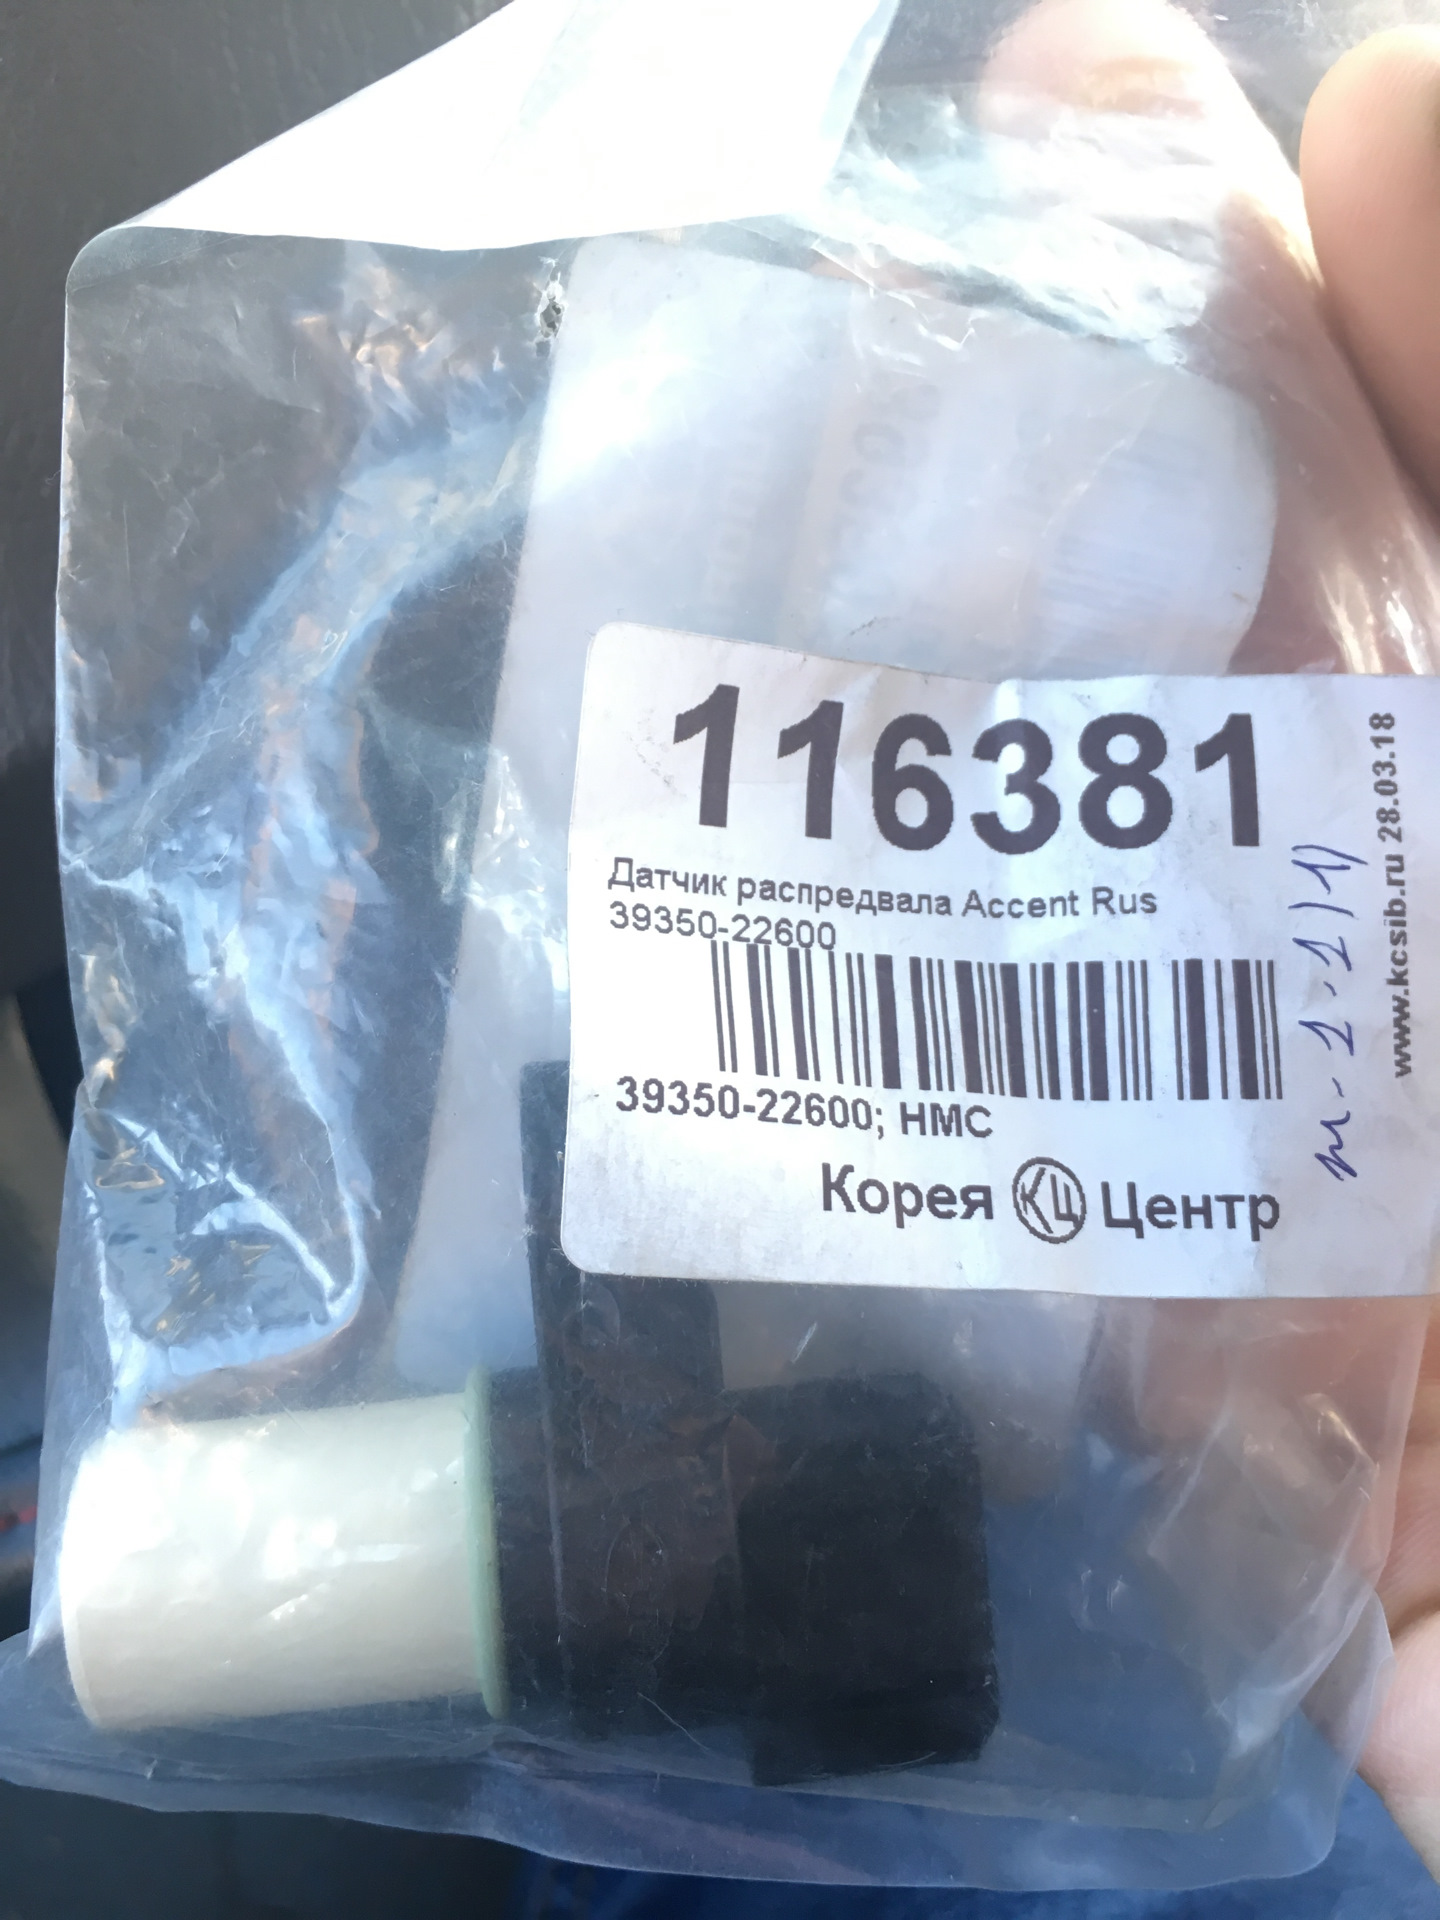 116381
Датчик распредвала Accent Rus
39350-22600
39350-22600; HMC
Корея КЦ Центр
www.kcsib.ru 28.03.18